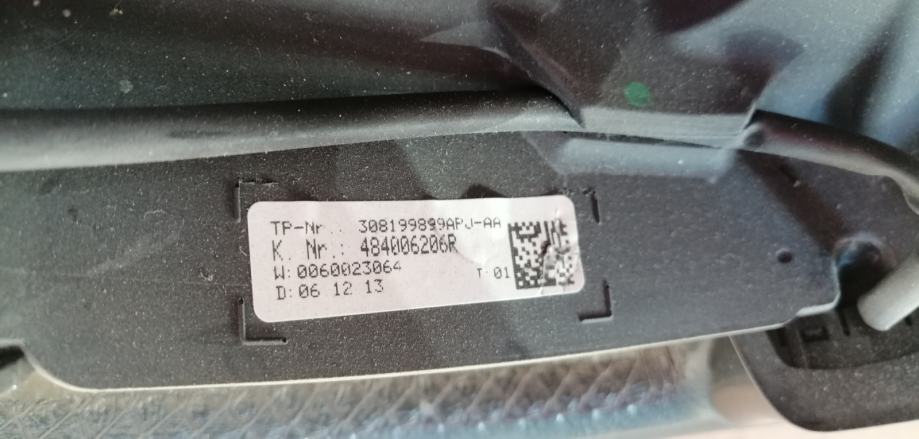 TP-Nr.: 308199899APJ-AA
K. Nr.: 484006206R
W: 0060023064
T: 01
D: 06 12 13